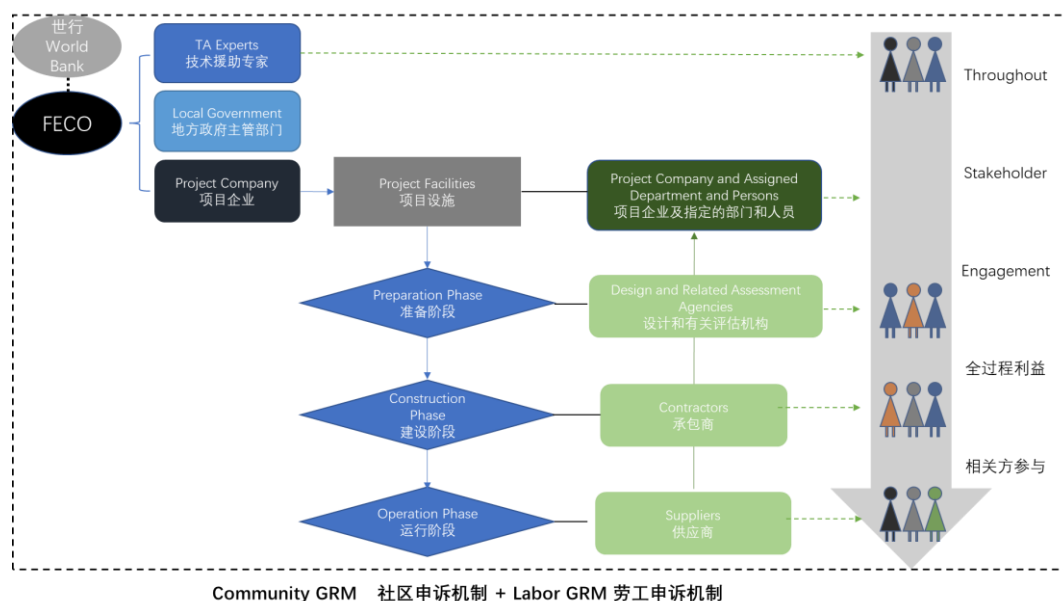 世行
World
Bank
FECO
TA Experts
技术援助专家
Local Government
地方政府主管部门
Project Company
项目企业
Project Facilities
项目设施
Project Company and Assigned
Department and Persons
项目企业及指定的部门和人员
Preparation Phase
准备阶段
Design and Related Assessment
Agencies
设计和有关评估机构
Construction
Phase
建设阶段
Contractors
承包商
Operation Phase
运行阶段
Suppliers
供应商
Throughout
Stakeholder
Engagement
全过程利益
相关方参与
Community GRM 社区申诉机制 + Labor GRM 劳工申诉机制